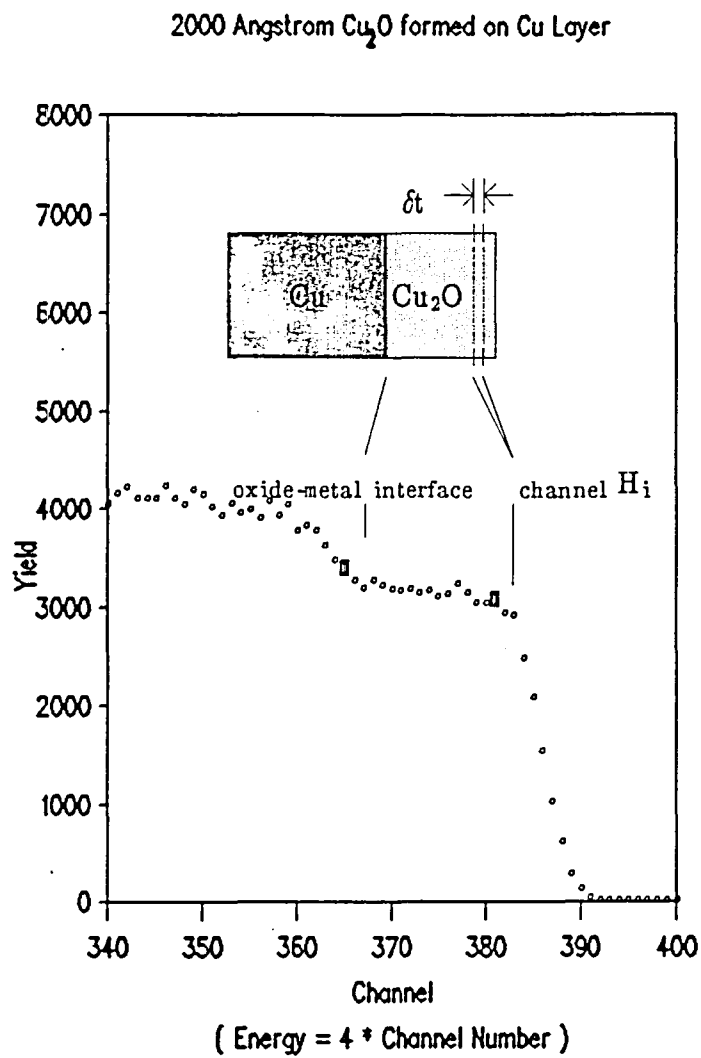 2000 Angstrom Cu₂O formed on Cu Layer
8000
7000
6000
5000
4000
3000
2000
1000
0
Yield
δt
Cu
Cu₂O
oxide-metal interface
channel Hi
340
350
360
370
380
390
400
Channel
( Energy = 4 * Channel Number )